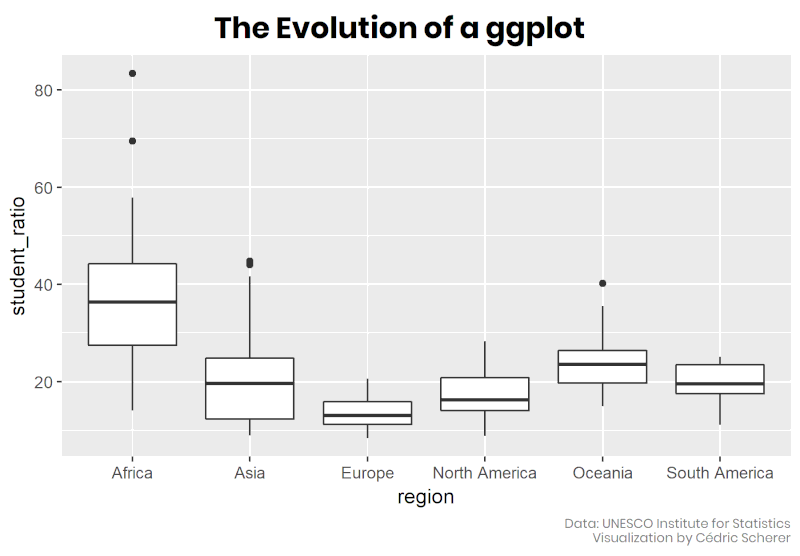 The Evolution of a ggplot
student_ratio
80
60
40
20
Africa Asia Europe North America Oceania South America
region
Data: UNESCO Institute for Statistics
Visualization by Cédric Scherer